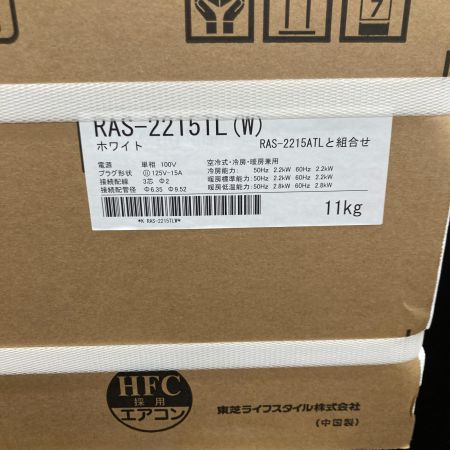 7
RAS-2215TL(W)
ホワイト
RAS-2215ATLと組合せ
電源 単相 100V
プラグ形状 125V-15A
接続配線 3芯 Φ2
接続配管径 Φ6.35 Φ9.52
空冷式・冷房・暖房兼用
冷房能力: 50Hz 2.2kW 60Hz 2.2kW
暖房標準能力: 50Hz 2.2kW 60Hz 2.2kW
暖房低温能力: 50Hz 2.8kW 60Hz 2.8kW
*K RAS-2215TLW*
11kg
HFC
採用
エアコン
東芝ライフスタイル株式会社
(中国製)